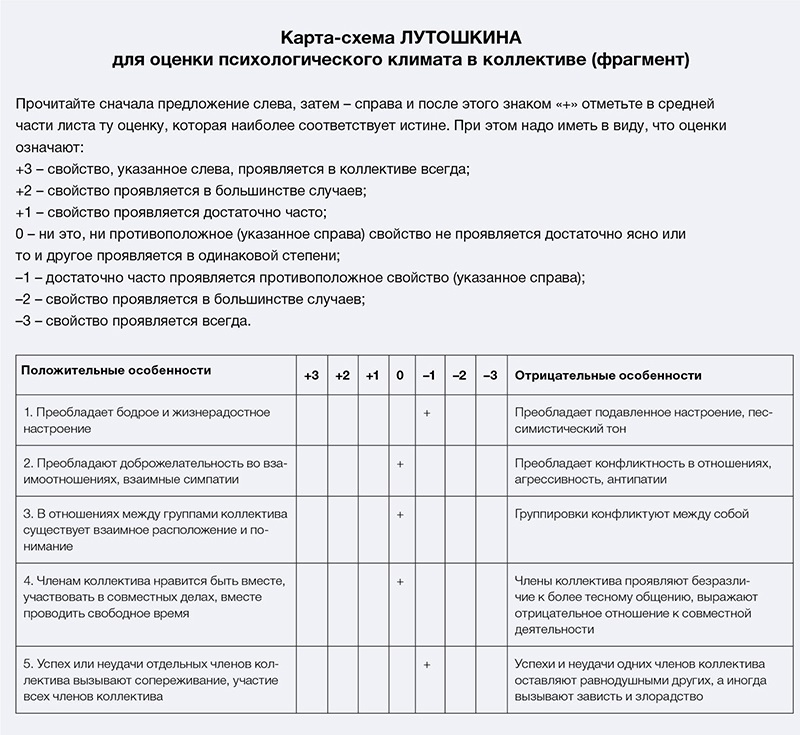 Карта-схема ЛУТОШКИНА
для оценки психологического климата в коллективе (фрагмент)
Прочитайте сначала предложение слева, затем – справа и после этого знаком «+» отметьте в средней
части листа ту оценку, которая наиболее соответствует истине. При этом надо иметь в виду, что оценки
означают:
+3 – свойство, указанное слева, проявляется в коллективе всегда;
+2 – свойство проявляется в большинстве случаев;
+1 – свойство проявляется достаточно часто;
0 – ни это, ни противоположное (указанное справа) свойство не проявляется достаточно ясно или
то и другое проявляется в одинаковой степени;
–1 – достаточно часто проявляется противоположное свойство (указанное справа);
–2 – свойство проявляется в большинстве случаев;
–3 – свойство проявляется всегда.
Положительные особенности +3 +2 +1 0 –1 –2 –3 Отрицательные особенности
1. Преобладает бодрое и жизнерадостное
настроение
+
Преобладает подавленное настроение, пес-
симистический тон
2. Преобладают доброжелательность во вза-
имоотношениях, взаимные симпатии
+
Преобладает конфликтность в отношениях,
агрессивность, антипатии
3. В отношениях между группами коллектива
существует взаимное расположение и по-
нимание
+
Группировки конфликтуют между собой
4. Членам коллектива нравится быть вместе,
участвовать в совместных делах, вместе
проводить свободное время
+
Члены коллектива проявляют безразли-
чие к более тесному общению, выражают
отрицательное отношение к совместной
деятельности
5. Успех или неудачи отдельных членов кол-
лектива вызывают сопереживание, участие
всех членов коллектива
+
Успехи и неудачи одних членов коллектива
оставляют равнодушными других, а иногда
вызывают зависть и злорадство